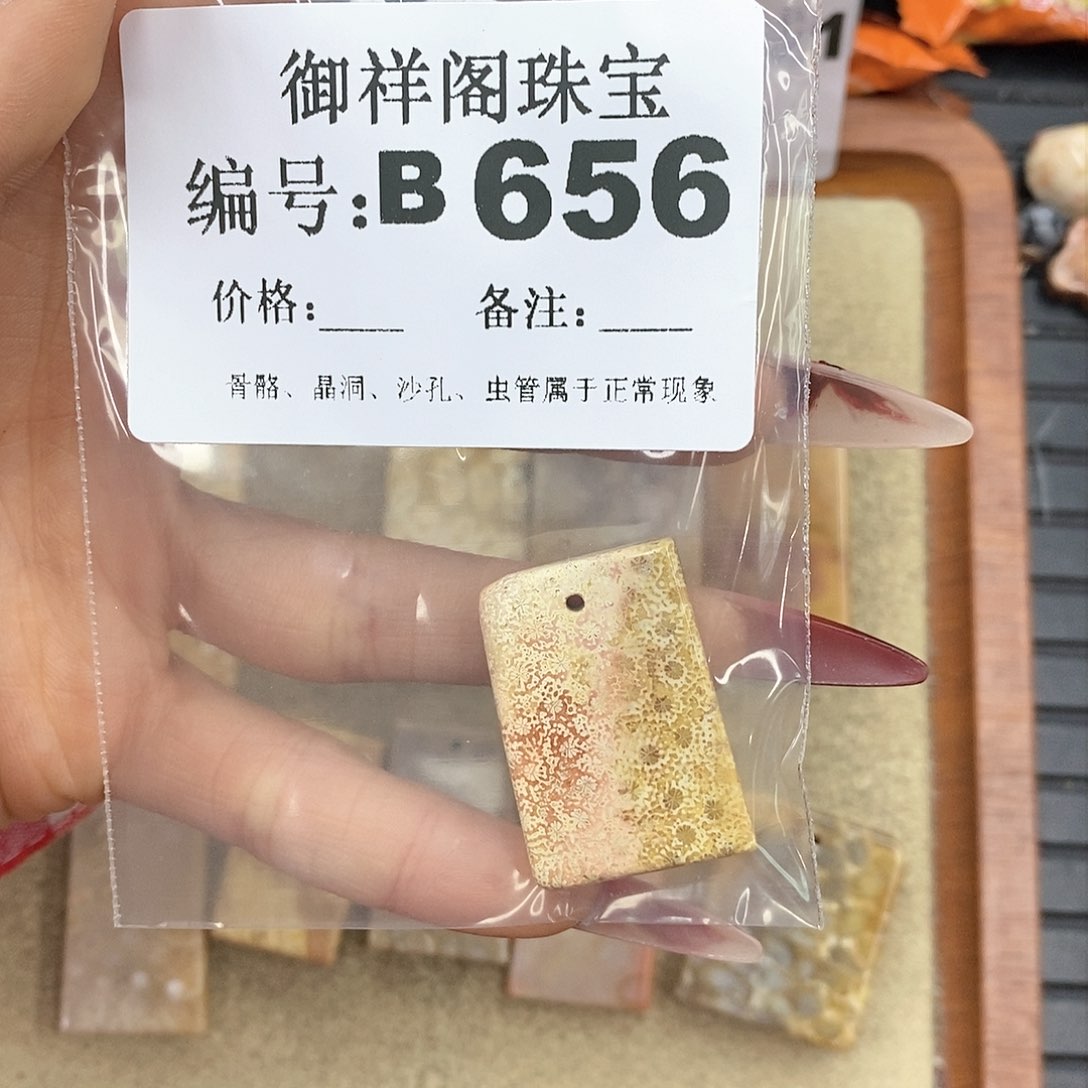 御祥阁珠宝
编号:B 656
价格:____ 备注:____
骨骼、晶洞、沙孔、虫管属于正常现象
1